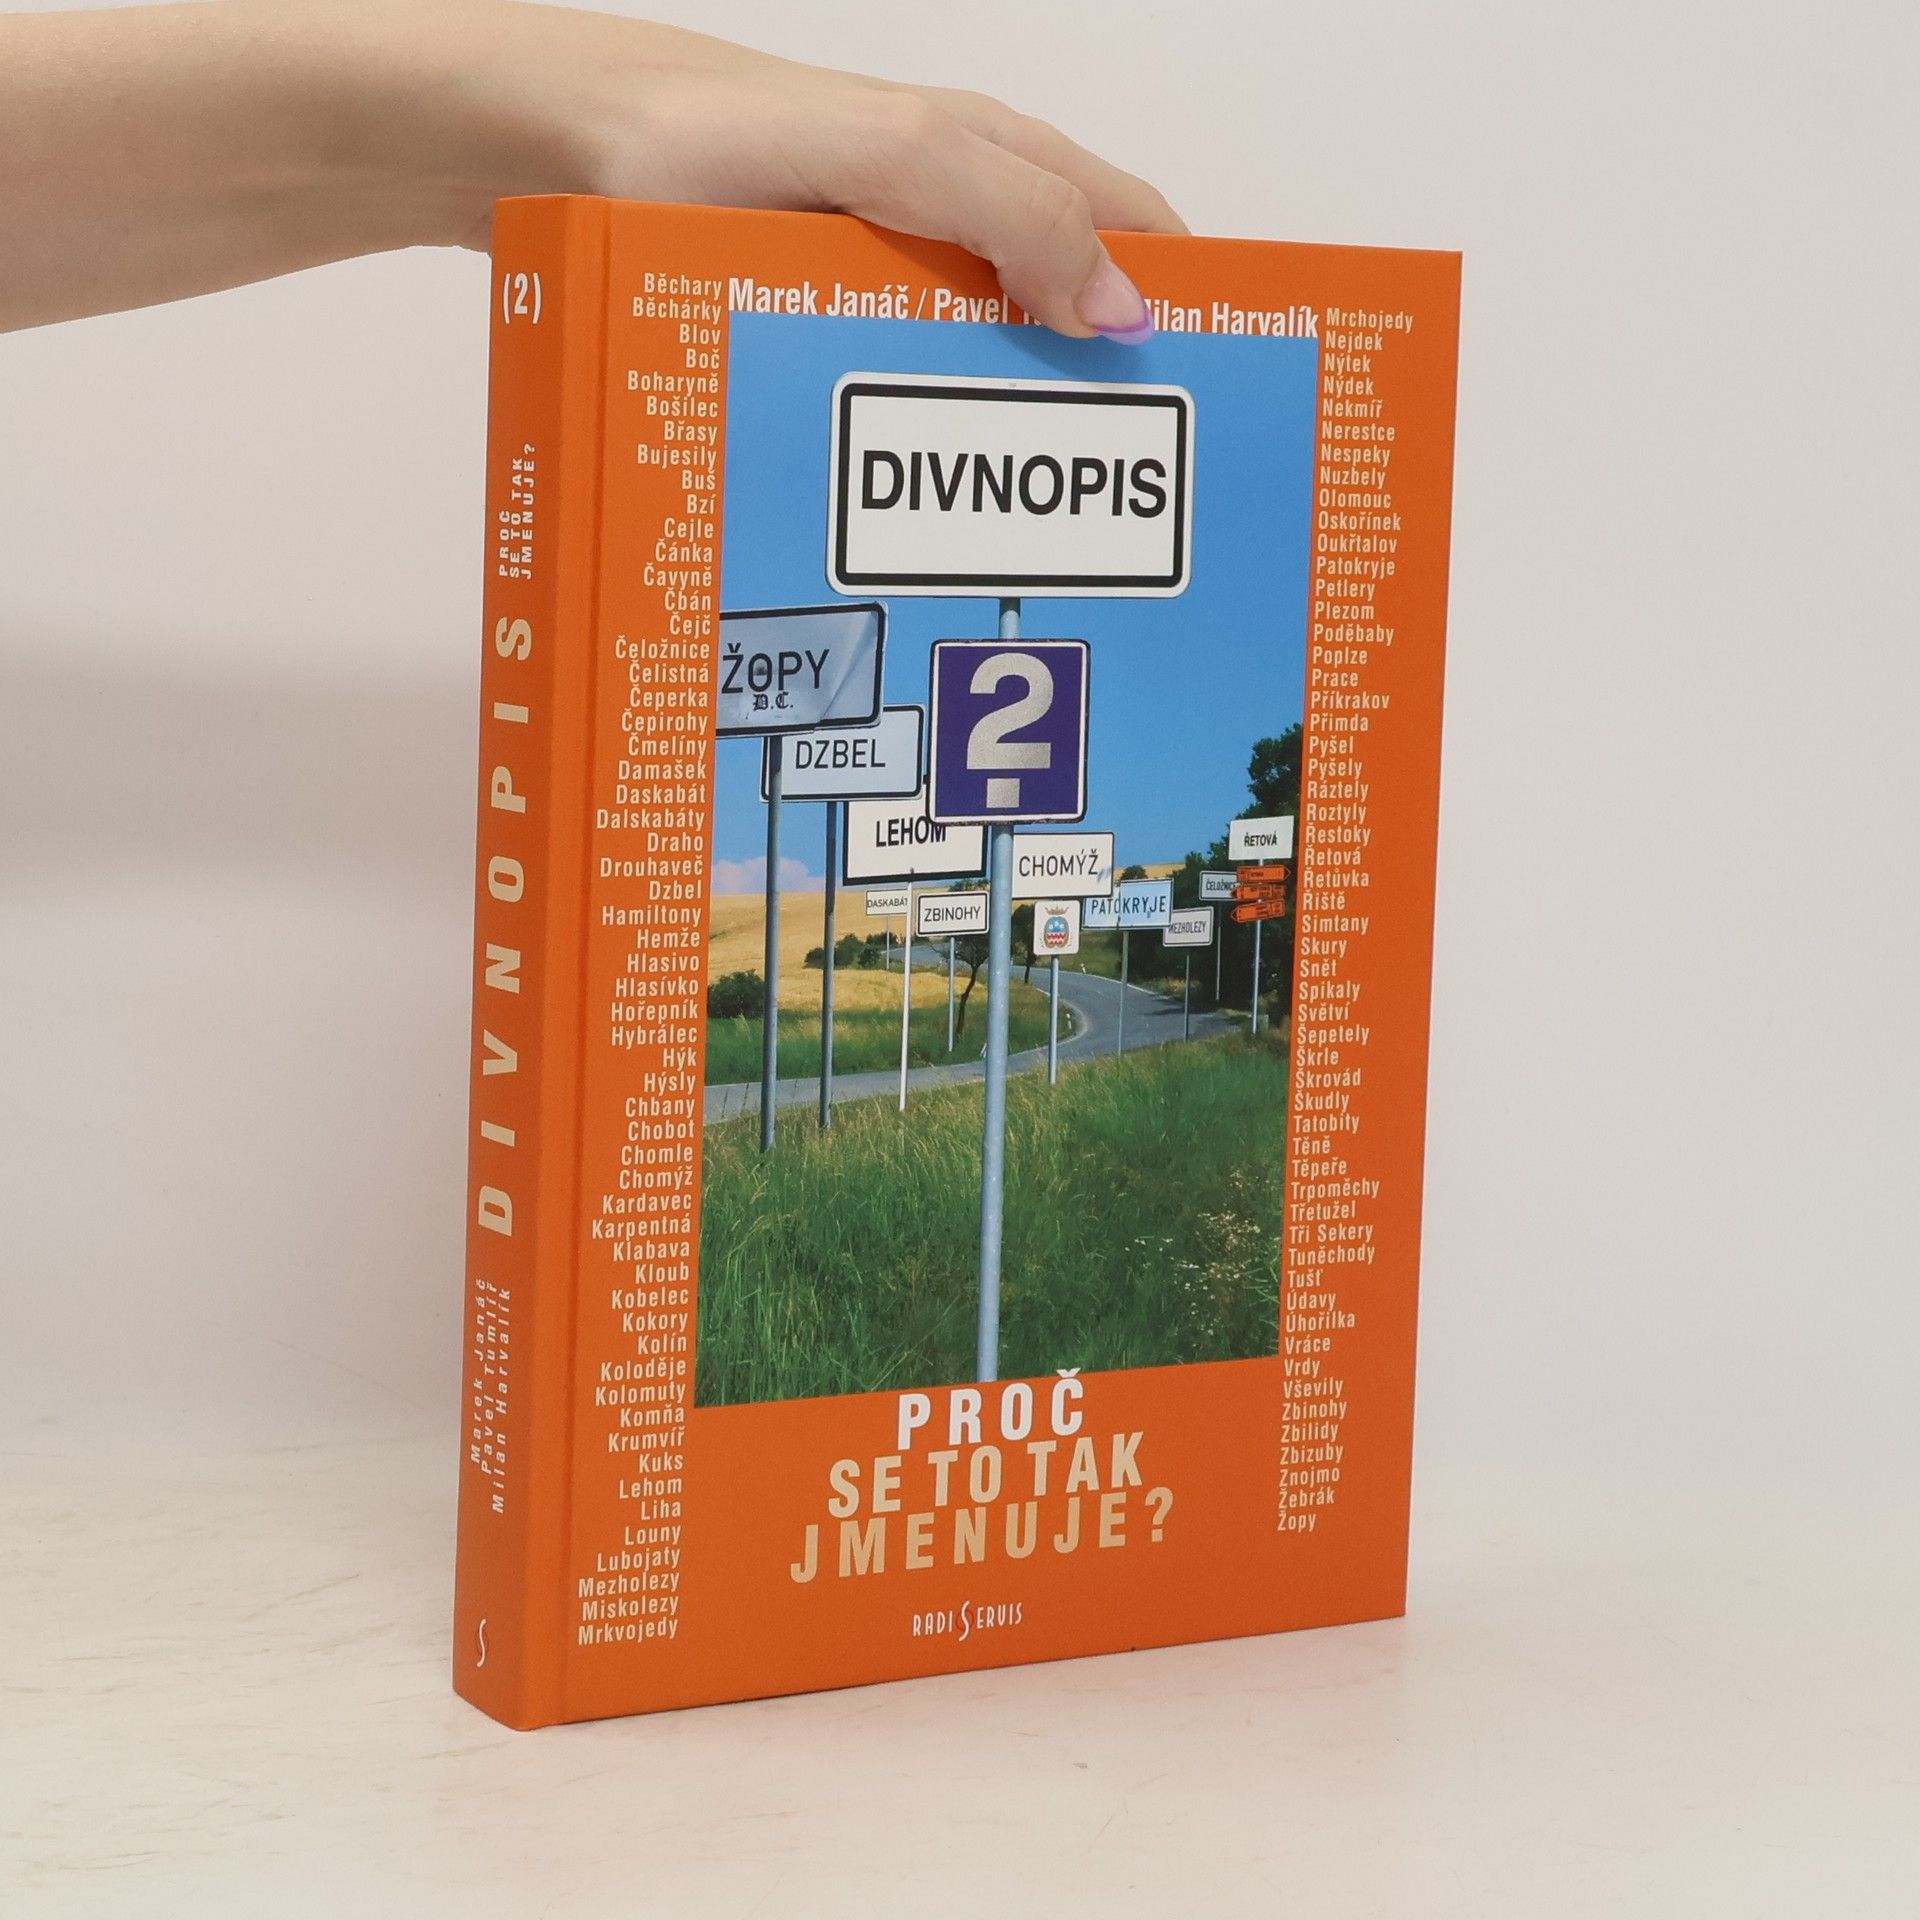 (2)
PROČ
SE TO TAK
JMENUJE?
DIVNOPIS
Marek Janáč
Pavel Tumlíř
Milan Harvalík
Marek Janáč / Pavel
Milan Harvalík
Běchary
Běchárky
Blov
Boč
Boharyně
Bošilec
Břasy
Bujesily
Buš
Bzí
Cejle
Čánka
Čavyně
Čbán
Čejč
Čeložnice
Čelistná
Čeperka
Čepirohy
Čmelíny
Damašek
Daskabát
Dalskabáty
Draho
Drouhaveč
Dzbel
Hamiltony
Hemže
Hlasivo
Hlasívko
Hořepník
Hybrálec
Hýk
Hýsly
Chbany
Chobot
Chomle
Chomýž
Kardavec
Karpentná
Klabava
Kloub
Kobelec
Kokory
Kolín
Koloděje
Kolomuty
Komňa
Krumvíř
Kuks
Lehom
Liha
Louny
Lubojaty
Mezholezy
Miskolezy
Mrkvojedy
DIVNOPIS
?
ŽOPY
D.C.
DZBEL
LEHOM
CHOMÝŽ
ŘETOVÁ
DASKABÁT
ZBINOHY
PATOKRYJE
MEZHOLEZY
ČELOŽNICE
Mrchojedy
Nejdek
Nýtek
Nýdek
Nekmíř
Nerestce
Nespeky
Nuzbely
Olomouc
Oskořínek
Oukřtalov
Patokryje
Petlery
Plezom
Poděbaby
Poplze
Prace
Příkrakov
Přimda
Pyšel
Pyšely
Ráztely
Roztyly
Řestoky
Řetová
Řetůvka
Řiště
Simtany
Skury
Snět
Spikaly
Světví
Šepetely
Škrle
Škrovád
Škudly
Tatobity
Těně
Těpeře
Trpoměchy
Třetužel
Tři Sekery
Tuněchody
Tušť
Údavy
Úhořilka
Vráce
Vrdy
Vševily
Zbinohy
Zbilidy
Zbizuby
Znojmo
Žebrák
Žopy
PROČ
SE TO TAK
JMENUJE?
RADIOSERVIS